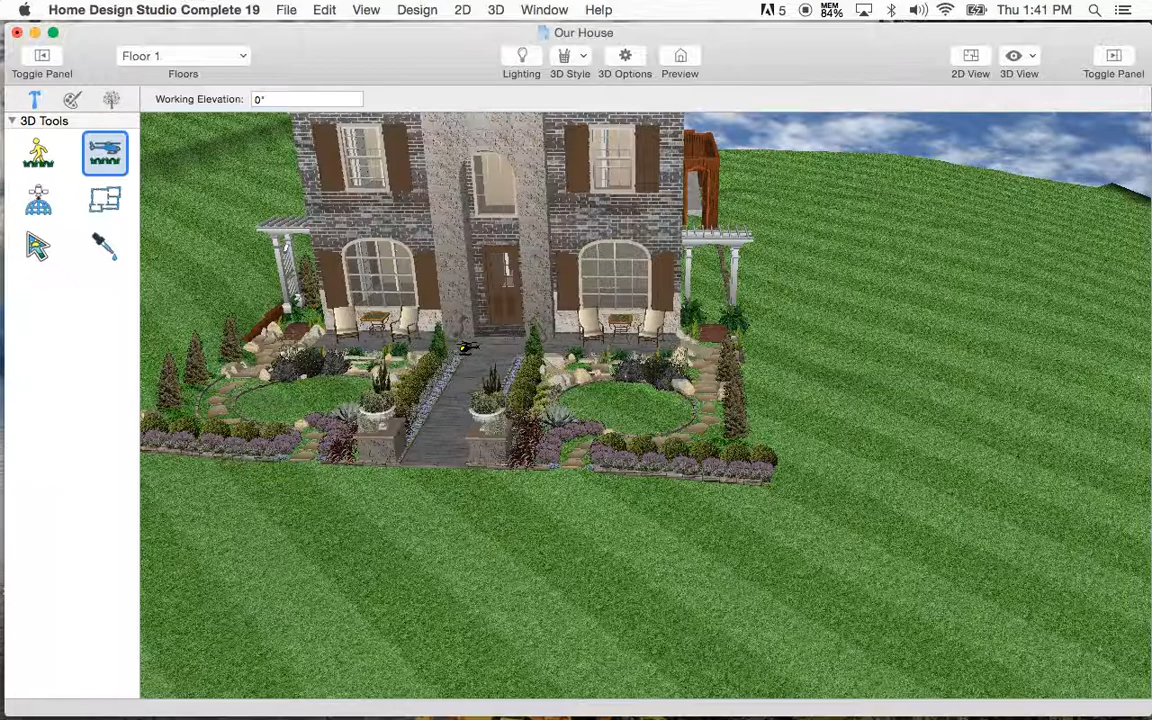 Home Design Studio Complete 19 File Edit View Design 2D 3D Window Help 5 MEM 84% Thu 1:41 PM
Our House
Floor 1
Toggle Panel Floors Lighting 3D Style 3D Options Preview 2D View 3D View Toggle Panel
Working Elevation: 0"
3D Tools